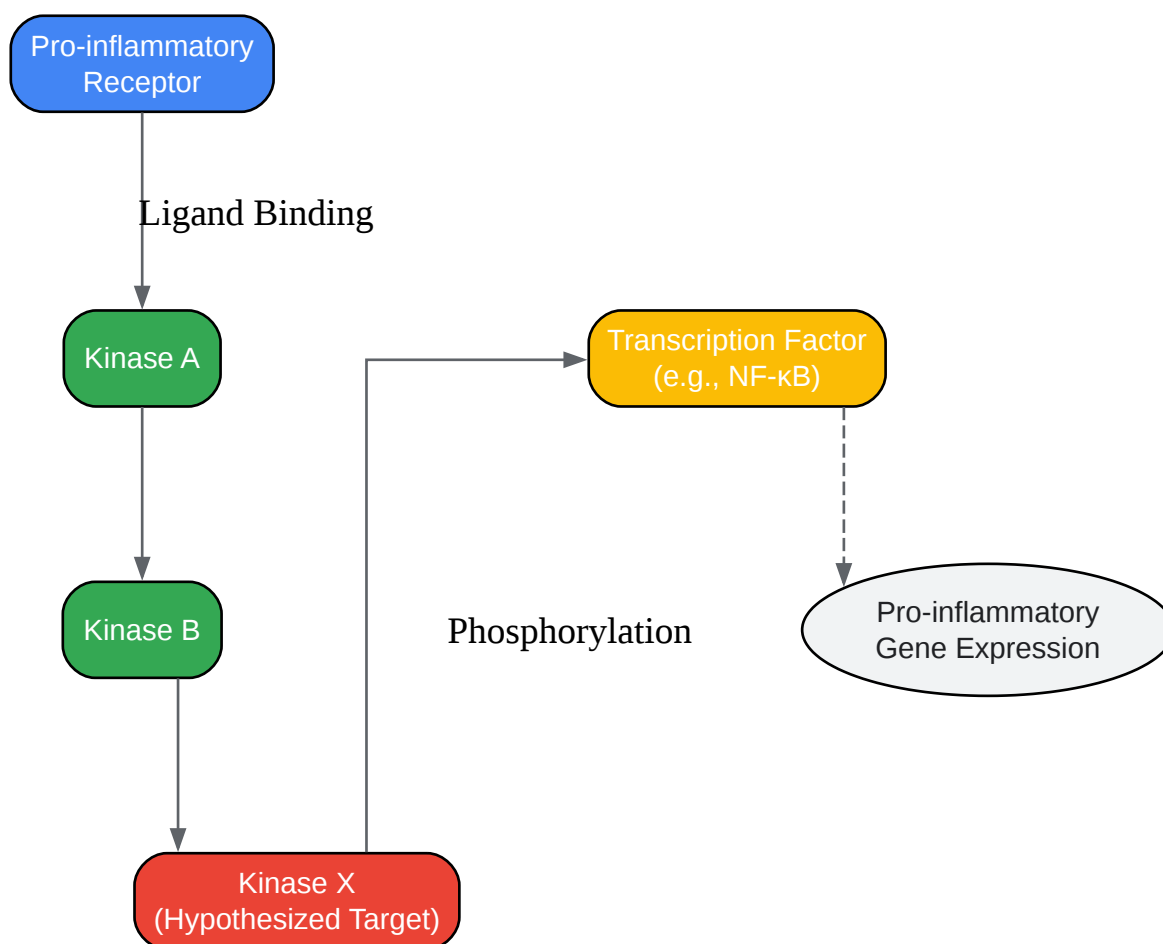 Pro-inflammatory
Receptor
Ligand Binding
Kinase A
Transcription Factor
(e.g., NF-κB)
Kinase B
Phosphorylation
Pro-inflammatory
Gene Expression
Kinase X
(Hypothesized Target)